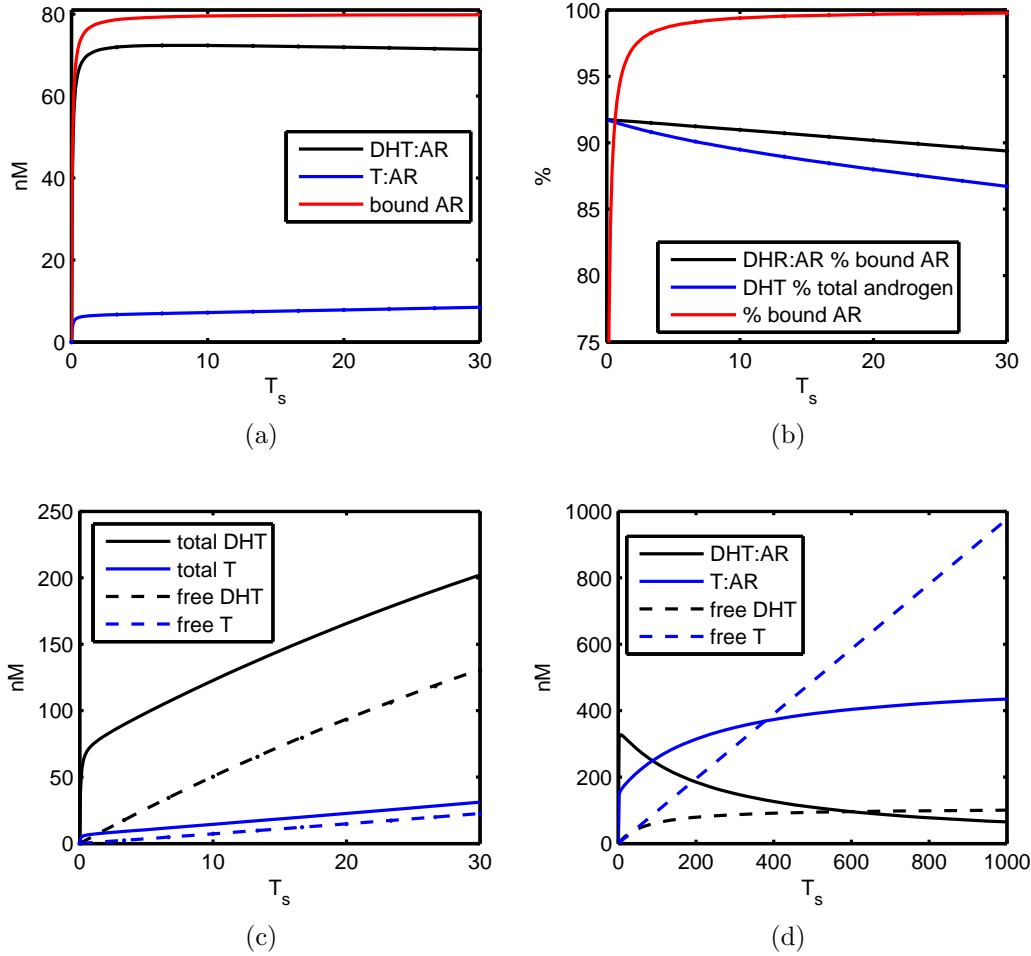 80
60
40
20
0
nM
0 10 20 30
T_s
DHT:AR
T:AR
bound AR
(a)
100
95
90
85
80
75
%
0 10 20 30
T_s
DHR:AR % bound AR
DHT % total androgen
% bound AR
(b)
250
200
150
100
50
0
nM
0 10 20 30
T_s
total DHT
total T
free DHT
free T
(c)
1000
800
600
400
200
0
nM
0 200 400 600 800 1000
T_s
DHT:AR
T:AR
free DHT
free T
(d)